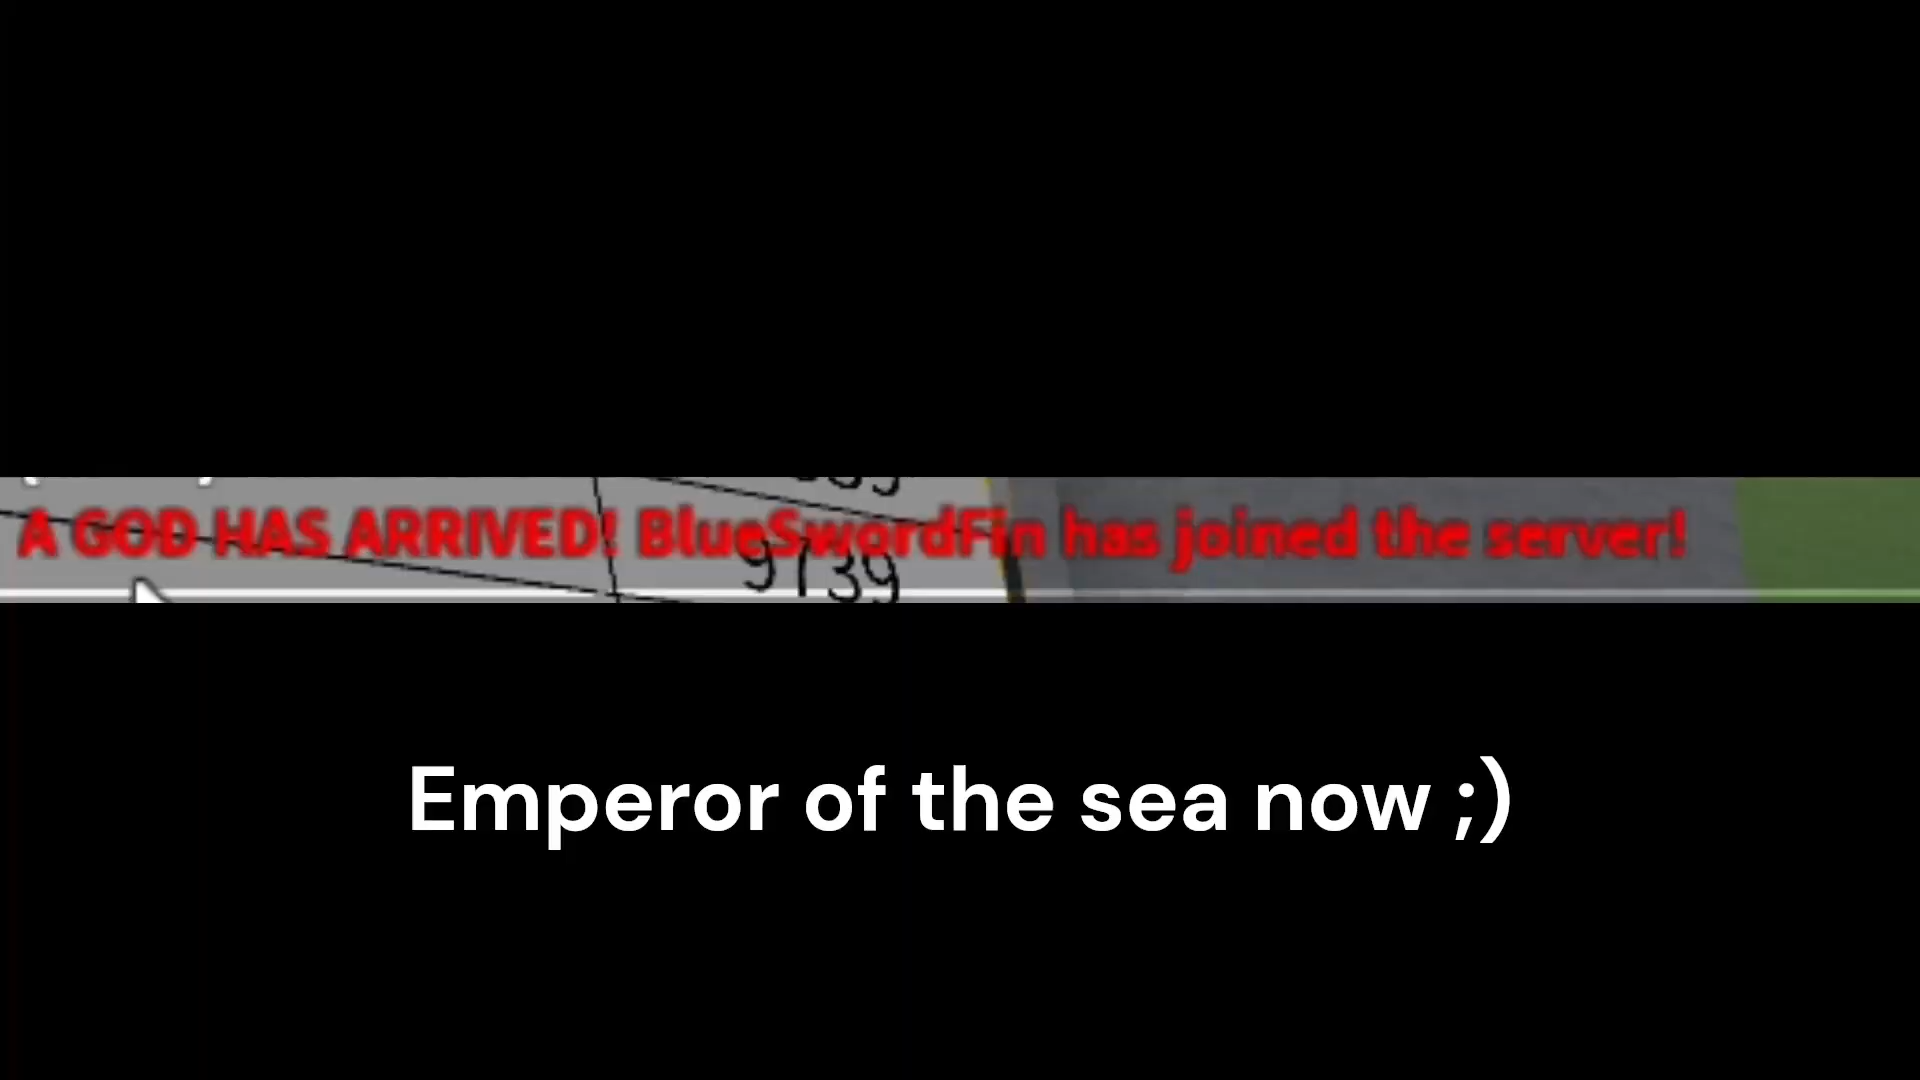 A GOD HAS ARRIVED! BlueSwordFin has joined the server!
9739
Emperor of the sea now ;)